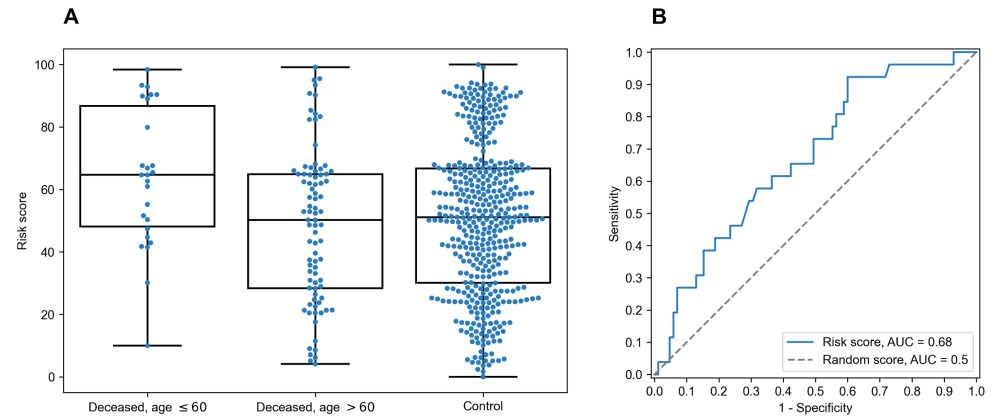 A
Risk score
100
80
60
40
20
0
Deceased, age ≤ 60
Deceased, age > 60
Control
B
Sensitivity
1.0
0.9
0.8
0.7
0.6
0.5
0.4
0.3
0.2
0.1
0.0
0.0 0.1 0.2 0.3 0.4 0.5 0.6 0.7 0.8 0.9 1.0
1 - Specificity
Risk score, AUC = 0.68
Random score, AUC = 0.5